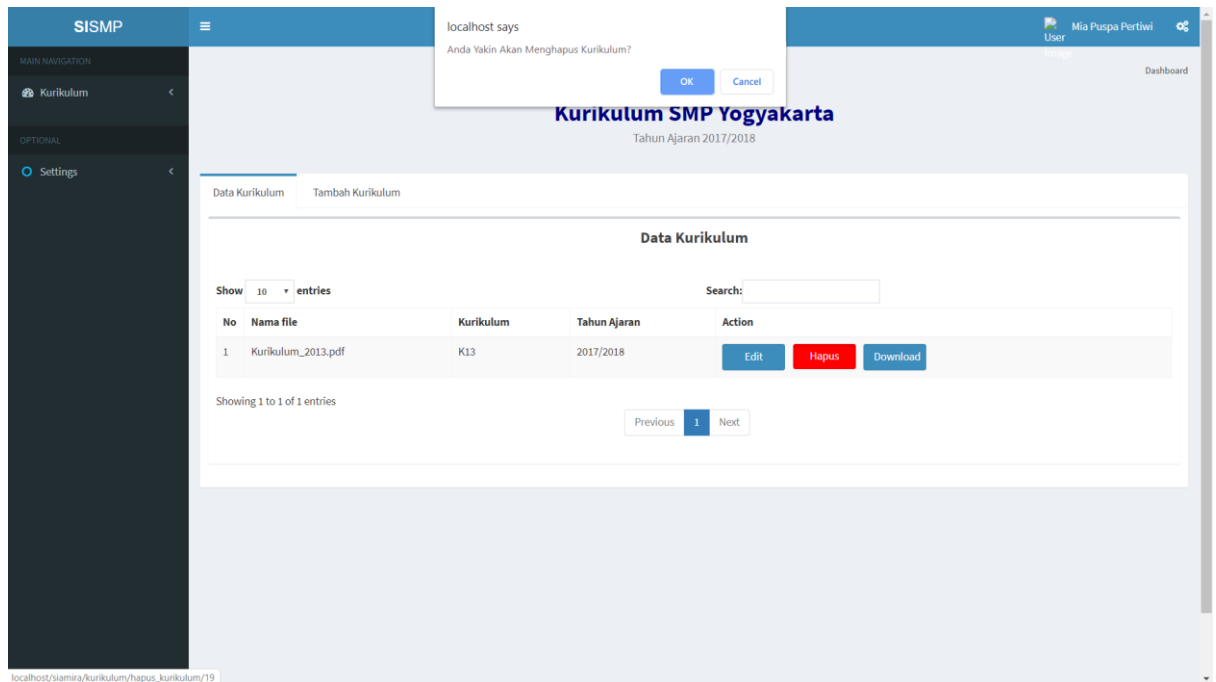 SISMP
localhost says
Mia Puspa Pertiwi
User
Image
Anda Yakin Akan Menghapus Kurikulum?
OK Cancel
MAIN NAVIGATION
Dashboard
Kurikulum
Kurikulum SMP Yogyakarta
Tahun Ajaran 2017/2018
OPTIONAL
Settings
Data Kurikulum Tambah Kurikulum
Data Kurikulum
Show 10 entries Search:
No Nama file Kurikulum Tahun Ajaran Action
1 Kurikulum_2013.pdf K13 2017/2018 Edit Hapus Download
Showing 1 to 1 of 1 entries
Previous 1 Next
localhost/siamira/kurikulum/hapus_kurikulum/19